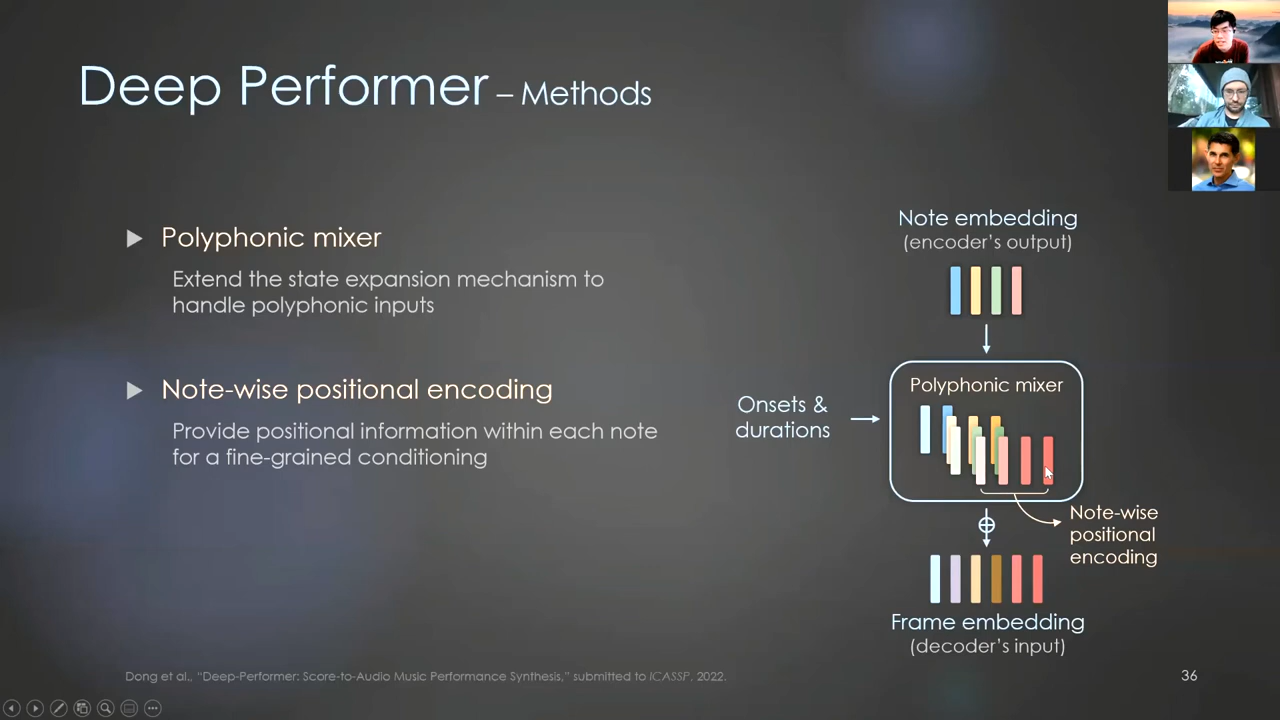 Deep Performer – Methods
Polyphonic mixer
Extend the state expansion mechanism to
handle polyphonic inputs
Note-wise positional encoding
Provide positional information within each note
for a fine-grained conditioning
Note embedding
(encoder's output)
Polyphonic mixer
Onsets &
durations
Note-wise
positional
encoding
Frame embedding
(decoder's input)
Dong et al., "Deep-Performer: Score-to-Audio Music Performance Synthesis," submitted to ICASSP, 2022.
36